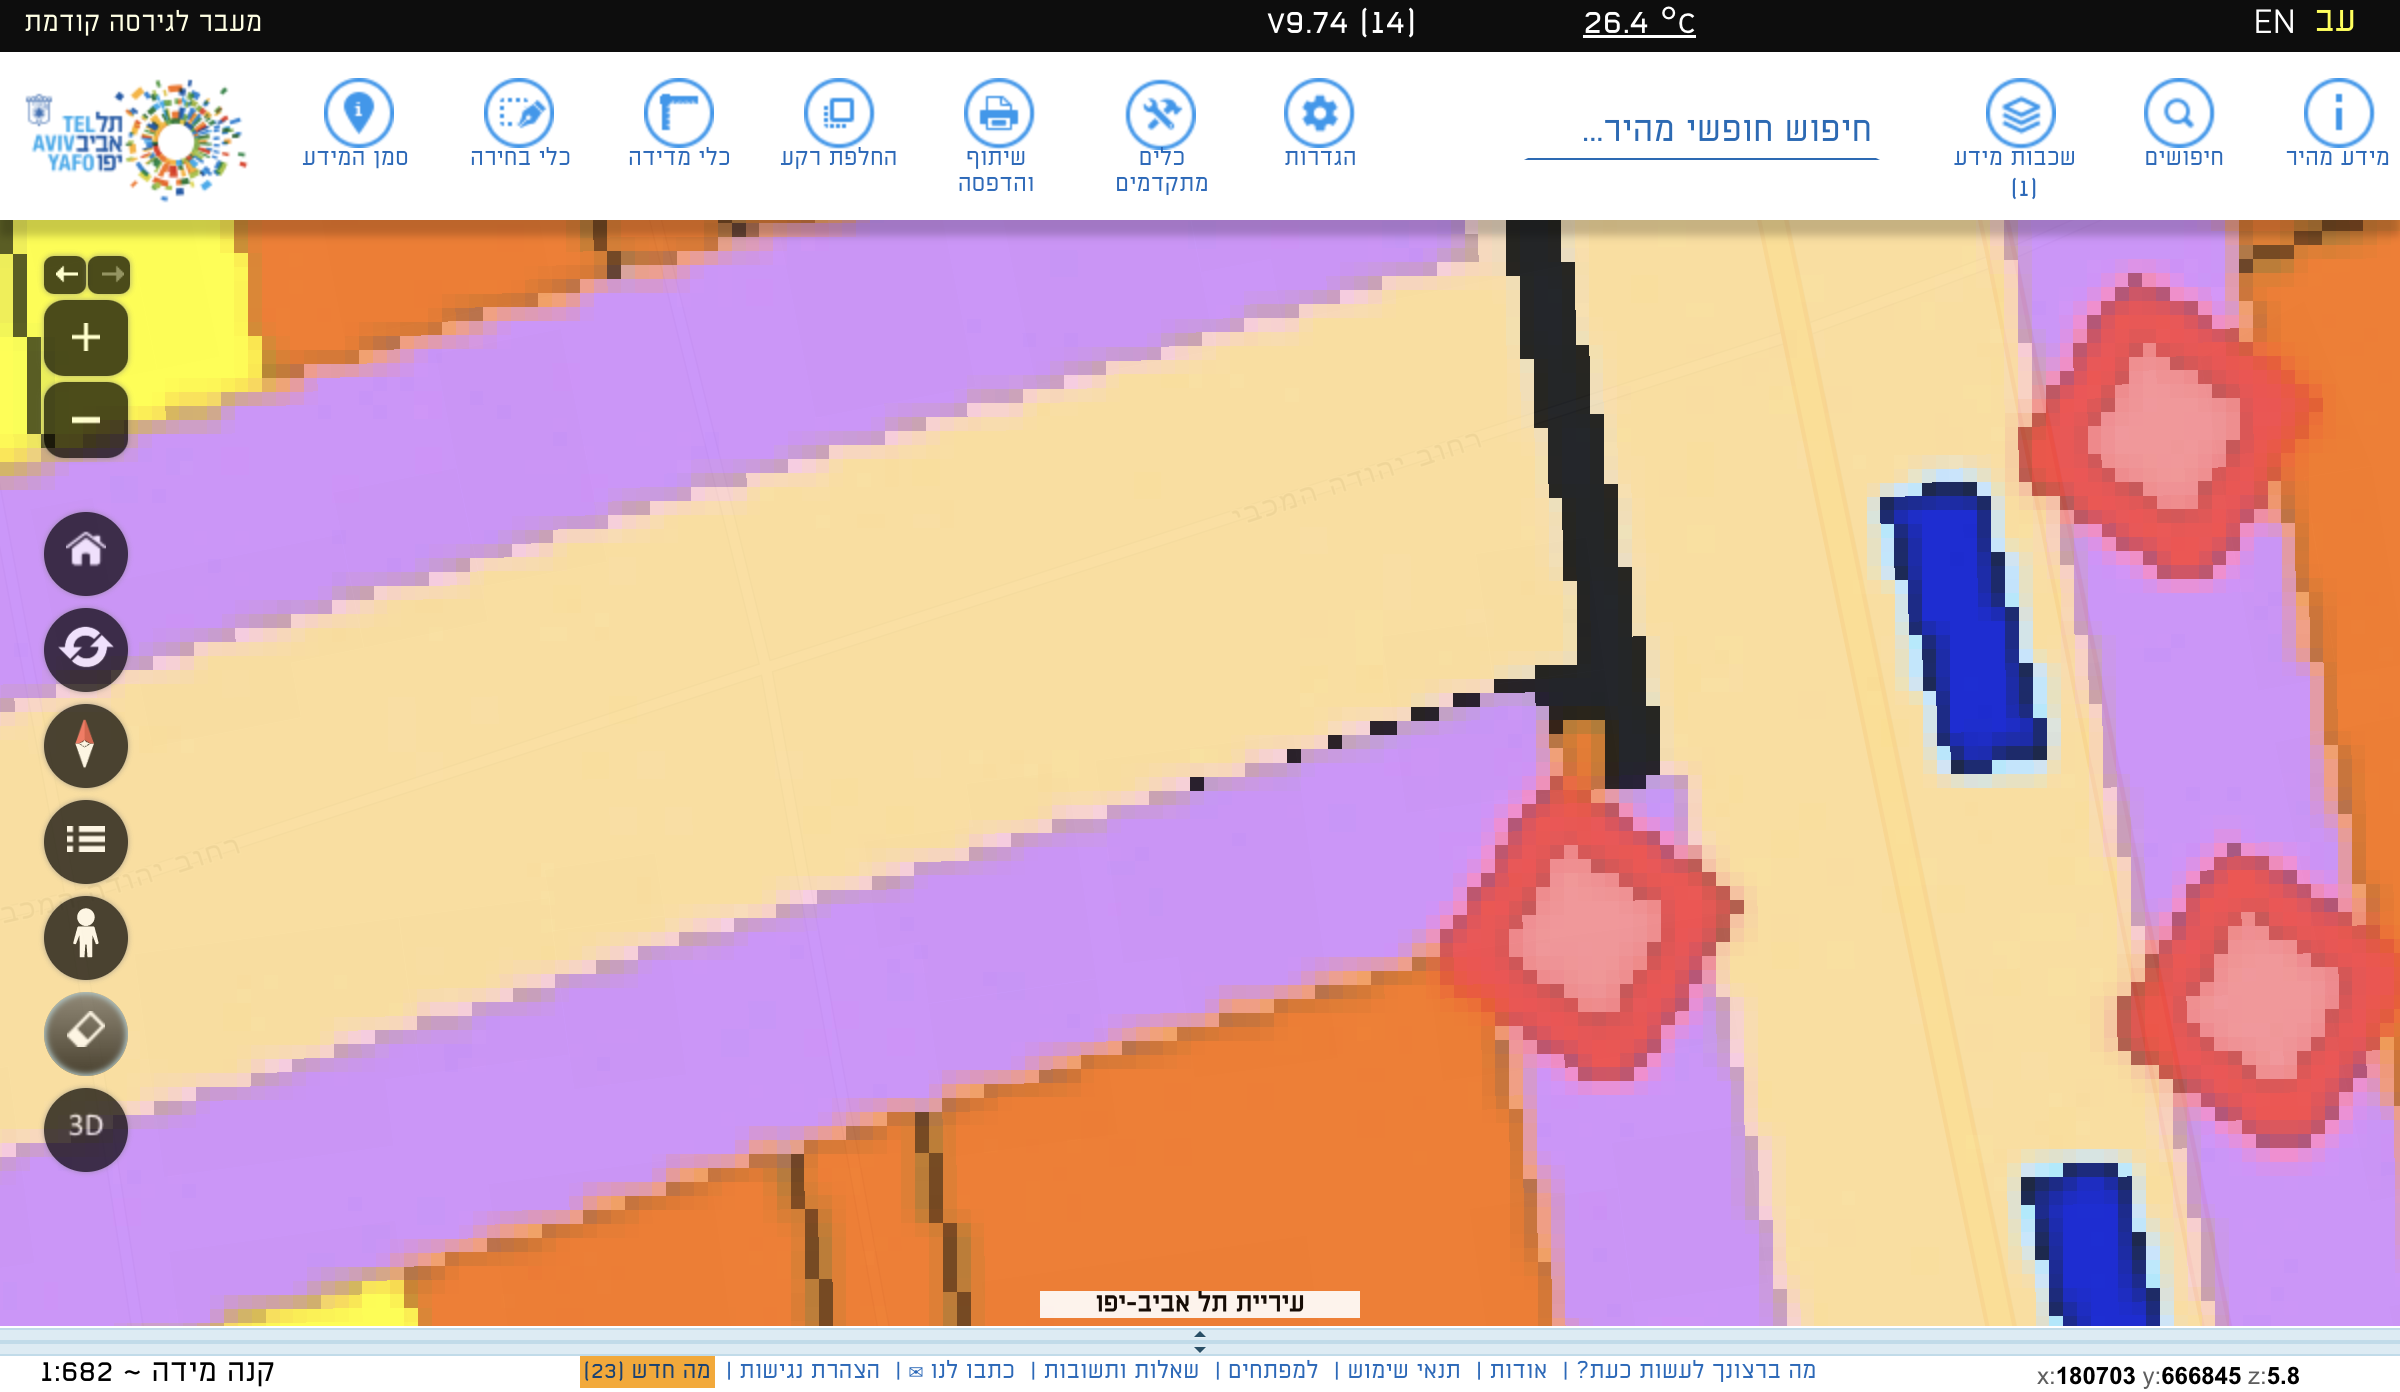 עב EN
26.4 °C
V9.74 (14)
מעבר לגירסה קודמת
מידע מהיר
חיפושים
שכבות מידע
(1)
חיפוש חופשי מהיר...
הגדרות
כלים
מתקדמים
שיתוף
והדפסה
החלפת רקע
כלי מדידה
כלי בחירה
סמן המידע
תל TEL
אביב AVIV
יפו YAFO
רחוב יהודה המכבי
רחוב יהודה המכבי
3D
עיריית תל אביב-יפו
x:180703 y:666845 z:5.8
מה ברצונך לעשות כעת? | אודות | תנאי שימוש | למפתחים | שאלות ותשובות | כתבו לנו ✉ | הצהרת נגישות | מה חדש (23)
קנה מידה ~ 1:682